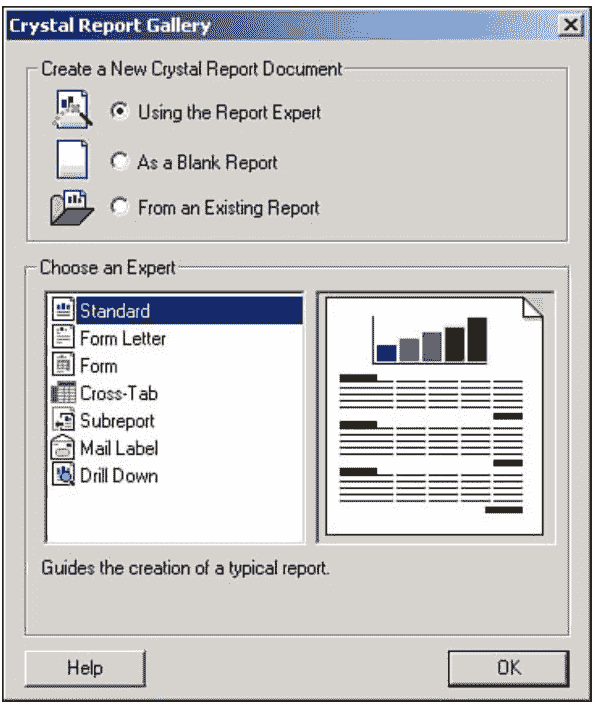 Crystal Report Gallery
Create a New Crystal Report Document
Using the Report Expert
As a Blank Report
From an Existing Report
Choose an Expert
Standard
Form Letter
Form
Cross-Tab
Subreport
Mail Label
Drill Down
Guides the creation of a typical report.
Help
OK